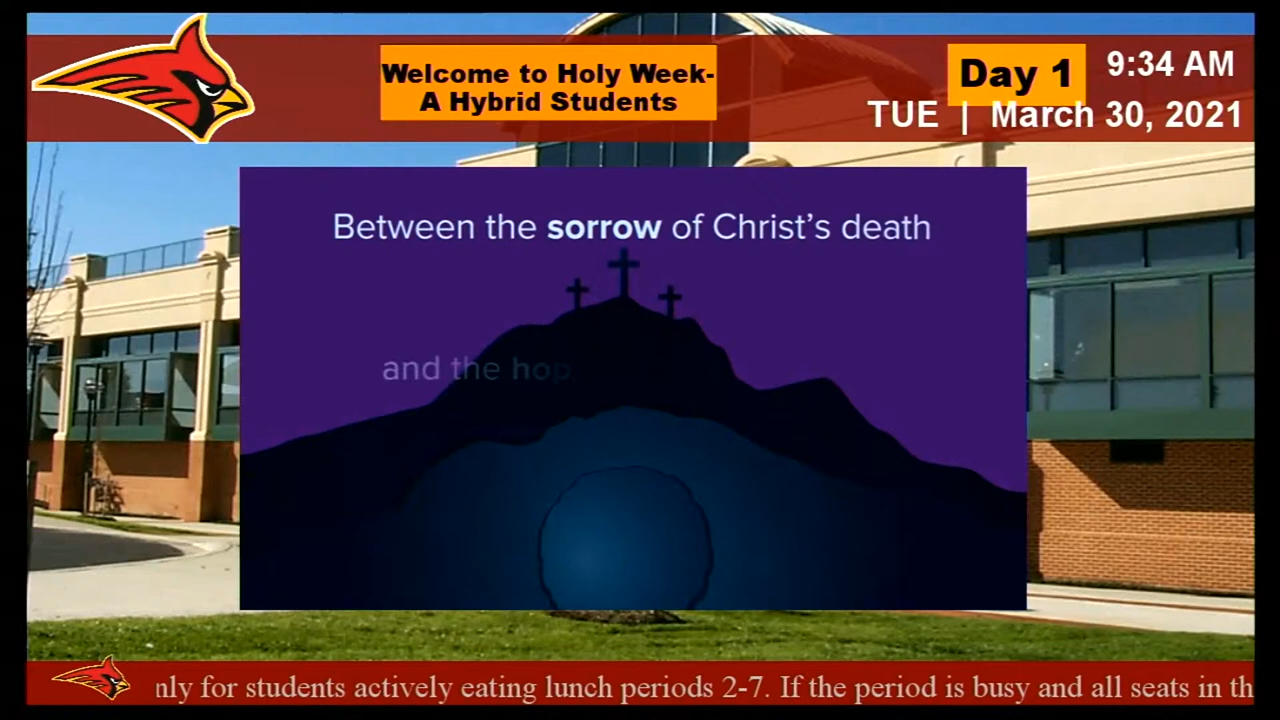 Welcome to Holy Week-
A Hybrid Students
Day 1
9:34 AM
TUE | March 30, 2021
Between the sorrow of Christ's death
and the hop
nly for students actively eating lunch periods 2-7. If the period is busy and all seats in th